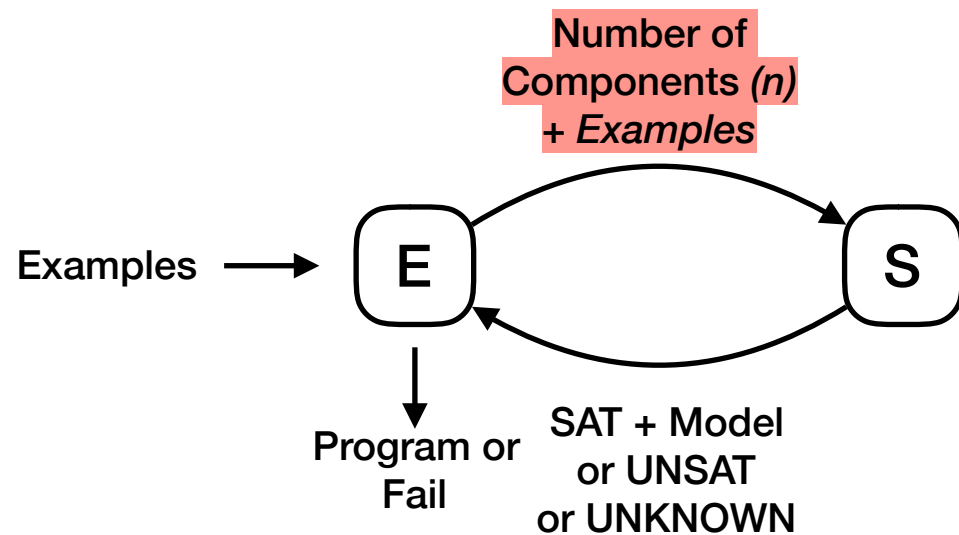 Number of
Components (n)
+ Examples
Examples
E
S
Program or
Fail
SAT + Model
or UNSAT
or UNKNOWN